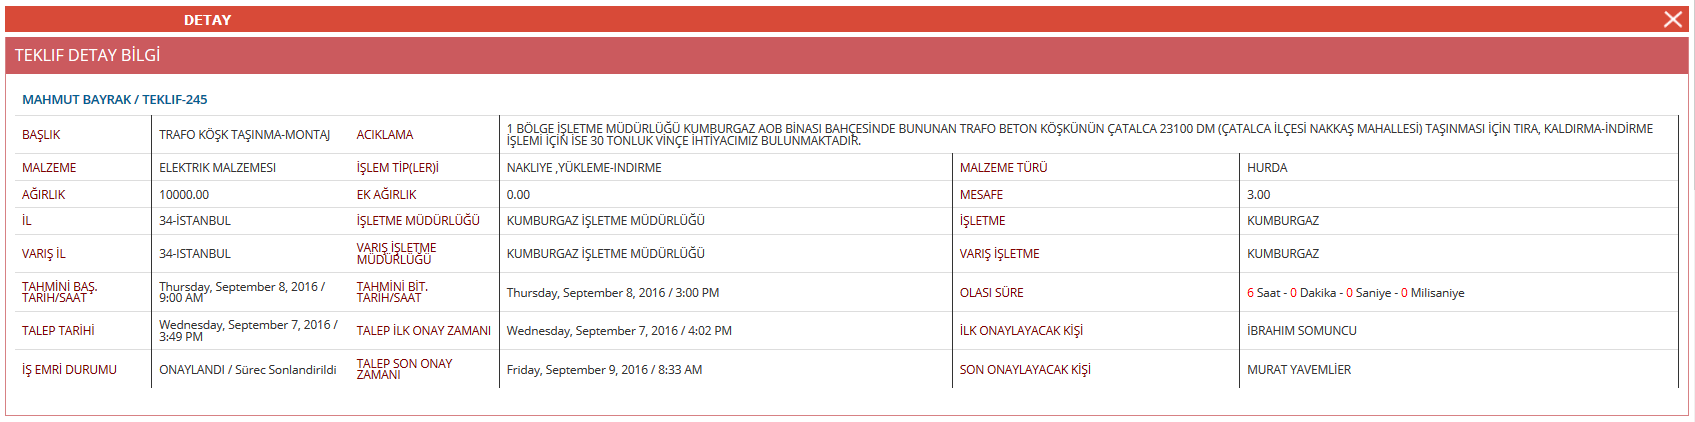 DETAY
TEKLIF DETAY BİLGİ
MAHMUT BAYRAK / TEKLIF-245
BAŞLIK TRAFO KÖŞK TAŞINMA-MONTAJ ACIKLAMA 1 BÖLGE İŞLETME MÜDÜRLÜĞÜ KUMBURGAZ AOB BİNASI BAHÇESİNDE BUNUNAN TRAFO BETON KÖŞKÜNÜN ÇATALCA 23100 DM (ÇATALCA İLÇESİ NAKKAŞ MAHALLESİ) TAŞINMASI İÇİN TIRA, KALDIRMA-İNDİRME
İŞLEMİ İÇİN İSE 30 TONLUK VİNÇE İHTİYACIMIZ BULUNMAKTADIR.
MALZEME ELEKTRIK MALZEMESI İŞLEM TİP(LER)İ NAKLIYE ,YÜKLEME-INDIRME MALZEME TÜRÜ HURDA
AĞIRLIK 10000.00 EK AĞIRLIK 0.00 MESAFE 3.00
İL 34-İSTANBUL İŞLETME MÜDÜRLÜĞÜ KUMBURGAZ İŞLETME MÜDÜRLÜĞÜ İŞLETME KUMBURGAZ
VARIŞ İL 34-ISTANBUL VARIŞ İŞLETME
MÜDÜRLÜĞÜ KUMBURGAZ İŞLETME MÜDÜRLÜĞÜ VARIŞ İŞLETME KUMBURGAZ
TAHMİNİ BAŞ.
TARIH/SAAT Thursday, September 8, 2016 /
9:00 AM TAHMİNİ BİT.
TARIH/SAAT Thursday, September 8, 2016 / 3:00 PM OLASI SÜRE 6 Saat - 0 Dakika - 0 Saniye - 0 Milisaniye
TALEP TARİHİ Wednesday, September 7, 2016 /
3:49 PM TALEP İLK ONAY ZAMANI Wednesday, September 7, 2016 / 4:02 PM İLK ONAYLAYACAK KİŞİ İBRAHIM SOMUNCU
İŞ EMRİ DURUMU ONAYLANDI / Sürec Sonlandirildi TALEP SON ONAY
ZAMANI Friday, September 9, 2016 / 8:33 AM SON ONAYLAYACAK KİŞİ MURAT YAVEMLİER